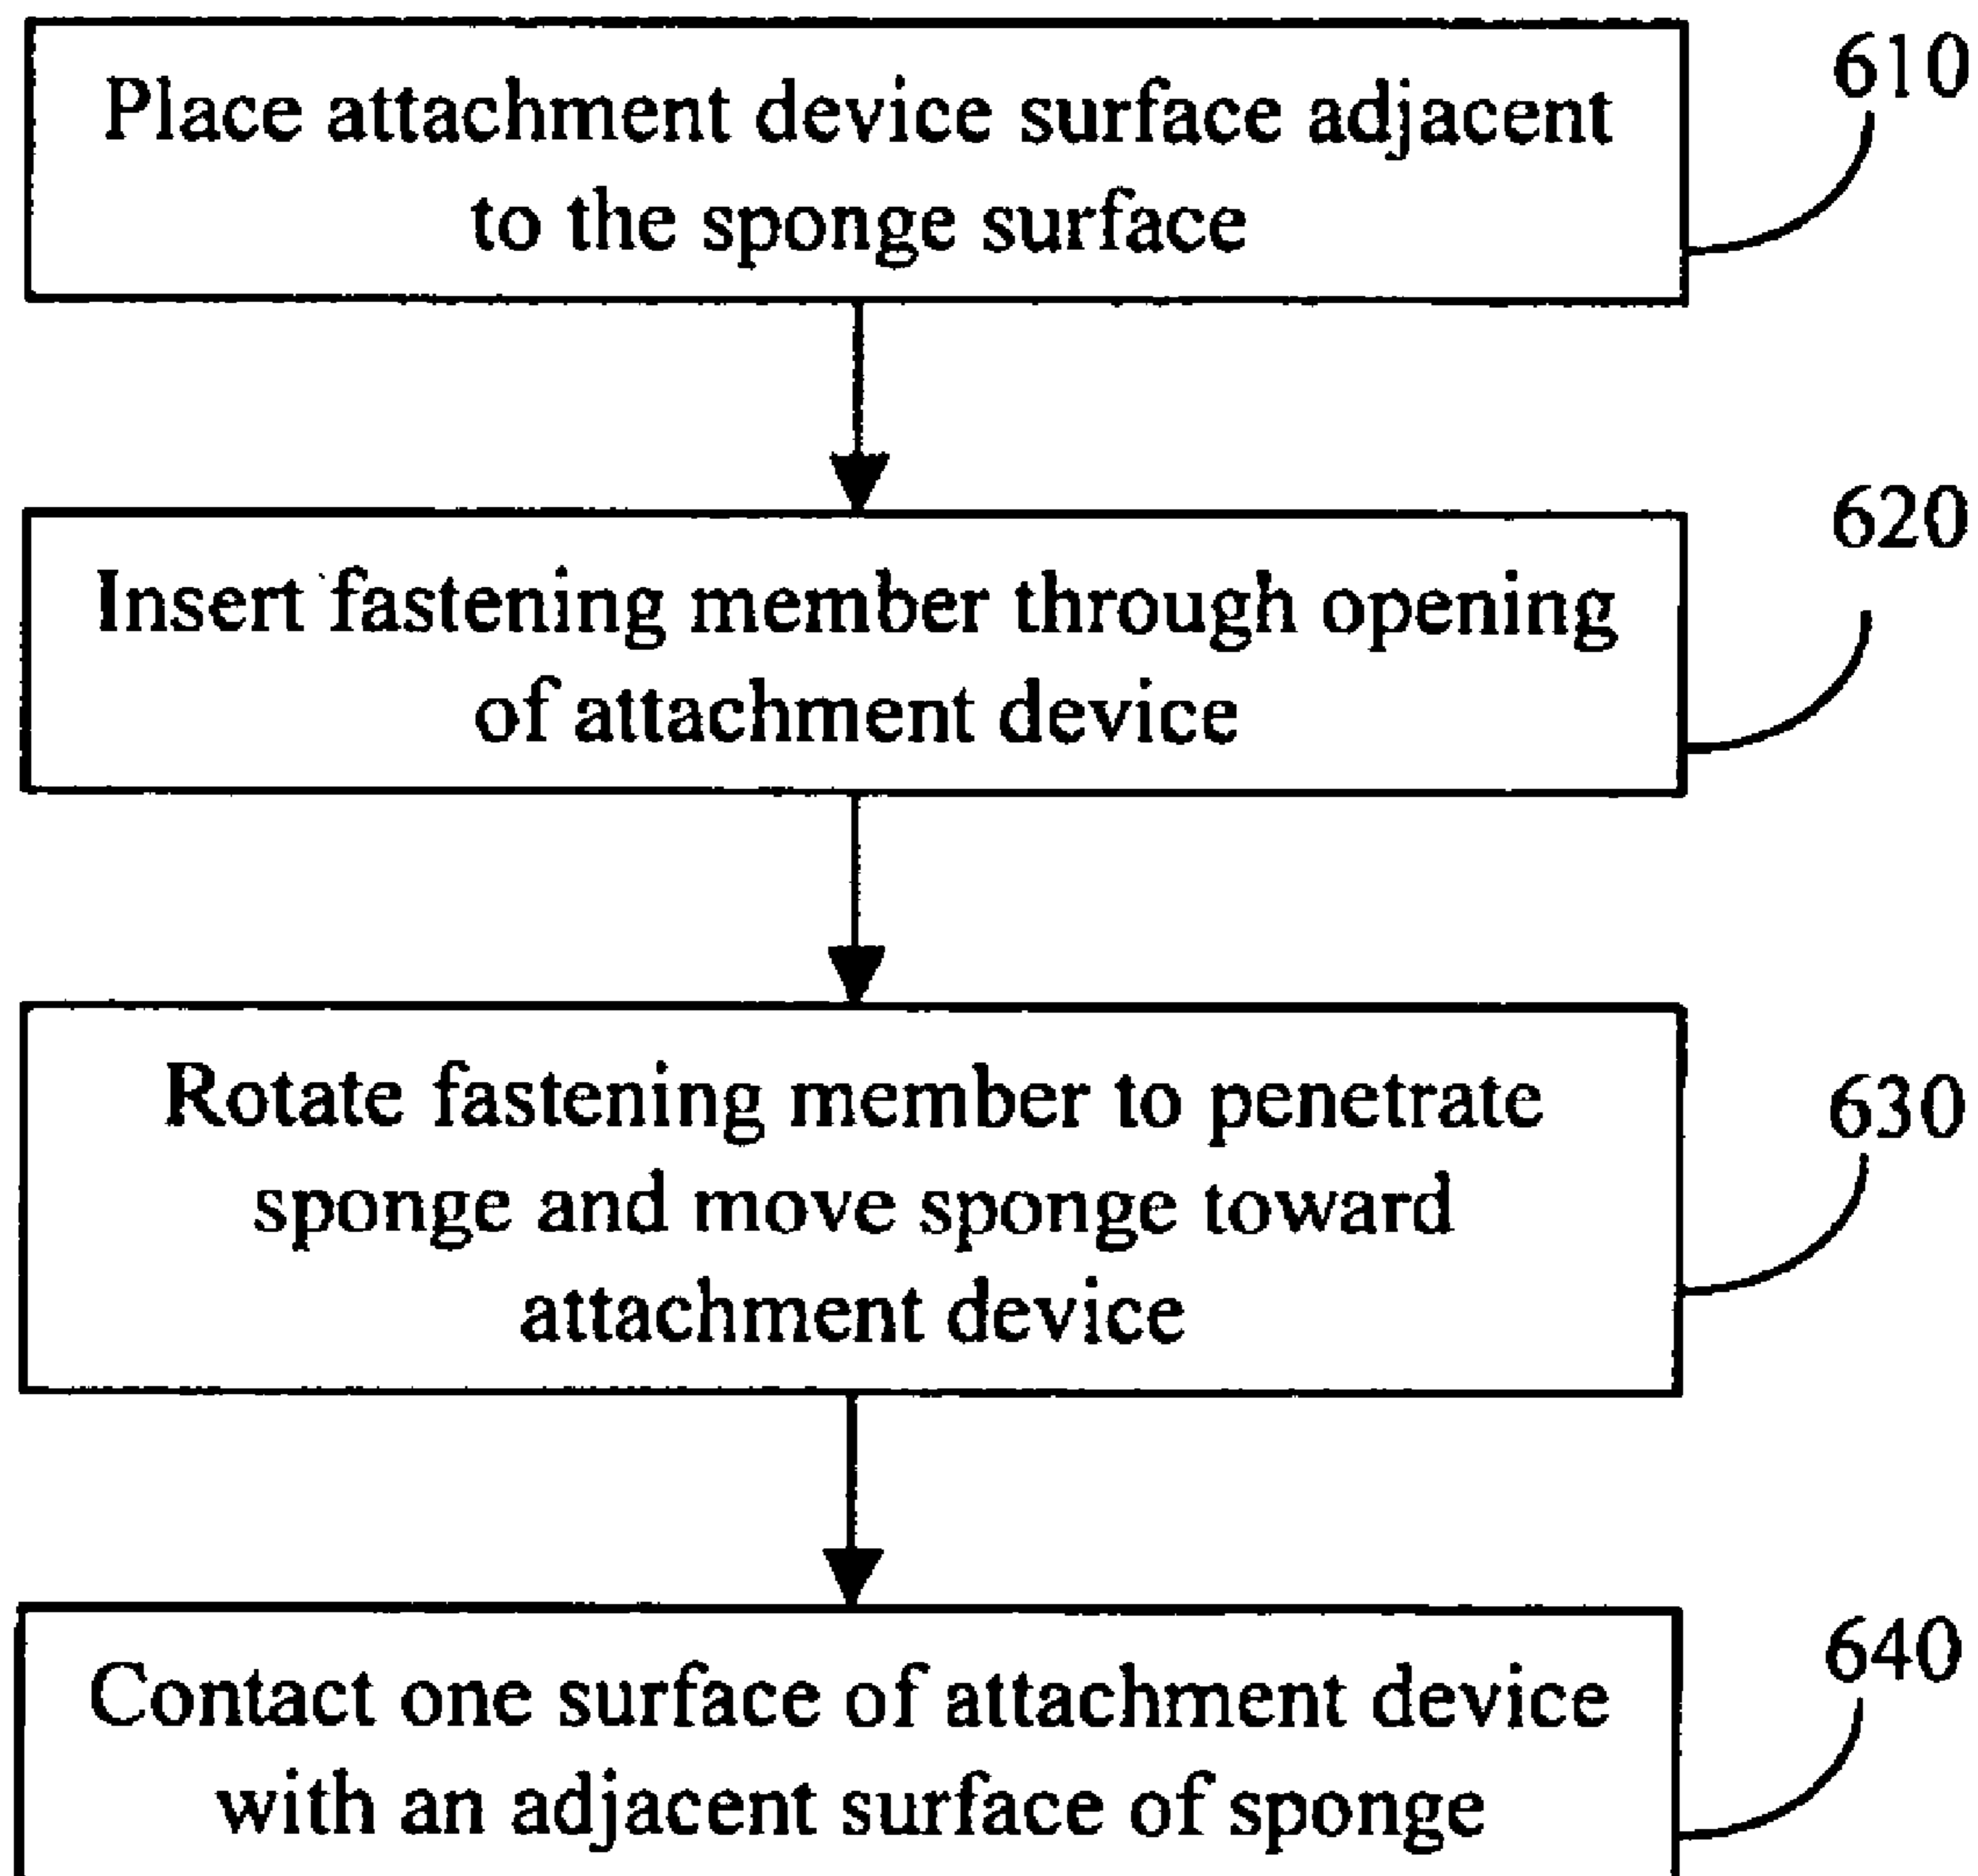 Place attachment device surface adjacent
to the sponge surface
610
Insert fastening member through opening
of attachment device
620
Rotate fastening member to penetrate
sponge and move sponge toward
attachment device
630
Contact one surface of attachment device
with an adjacent surface of sponge
640